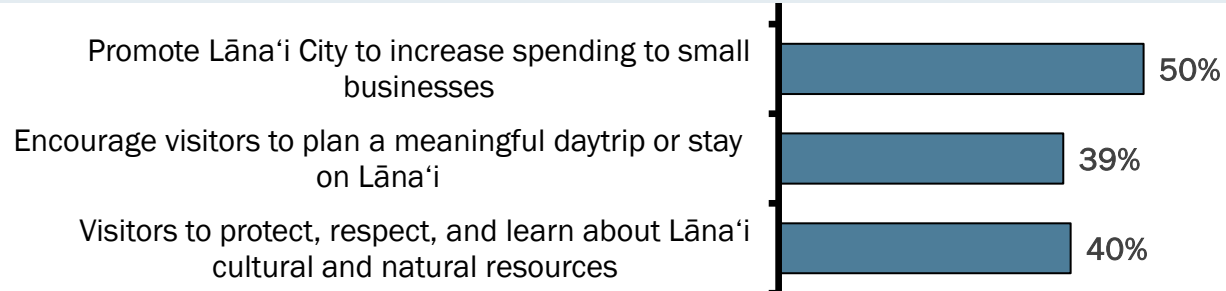 Promote Lānaʻi City to increase spending to small
businesses
50%
Encourage visitors to plan a meaningful daytrip or stay
on Lānaʻi
39%
Visitors to protect, respect, and learn about Lānaʻi
cultural and natural resources
40%